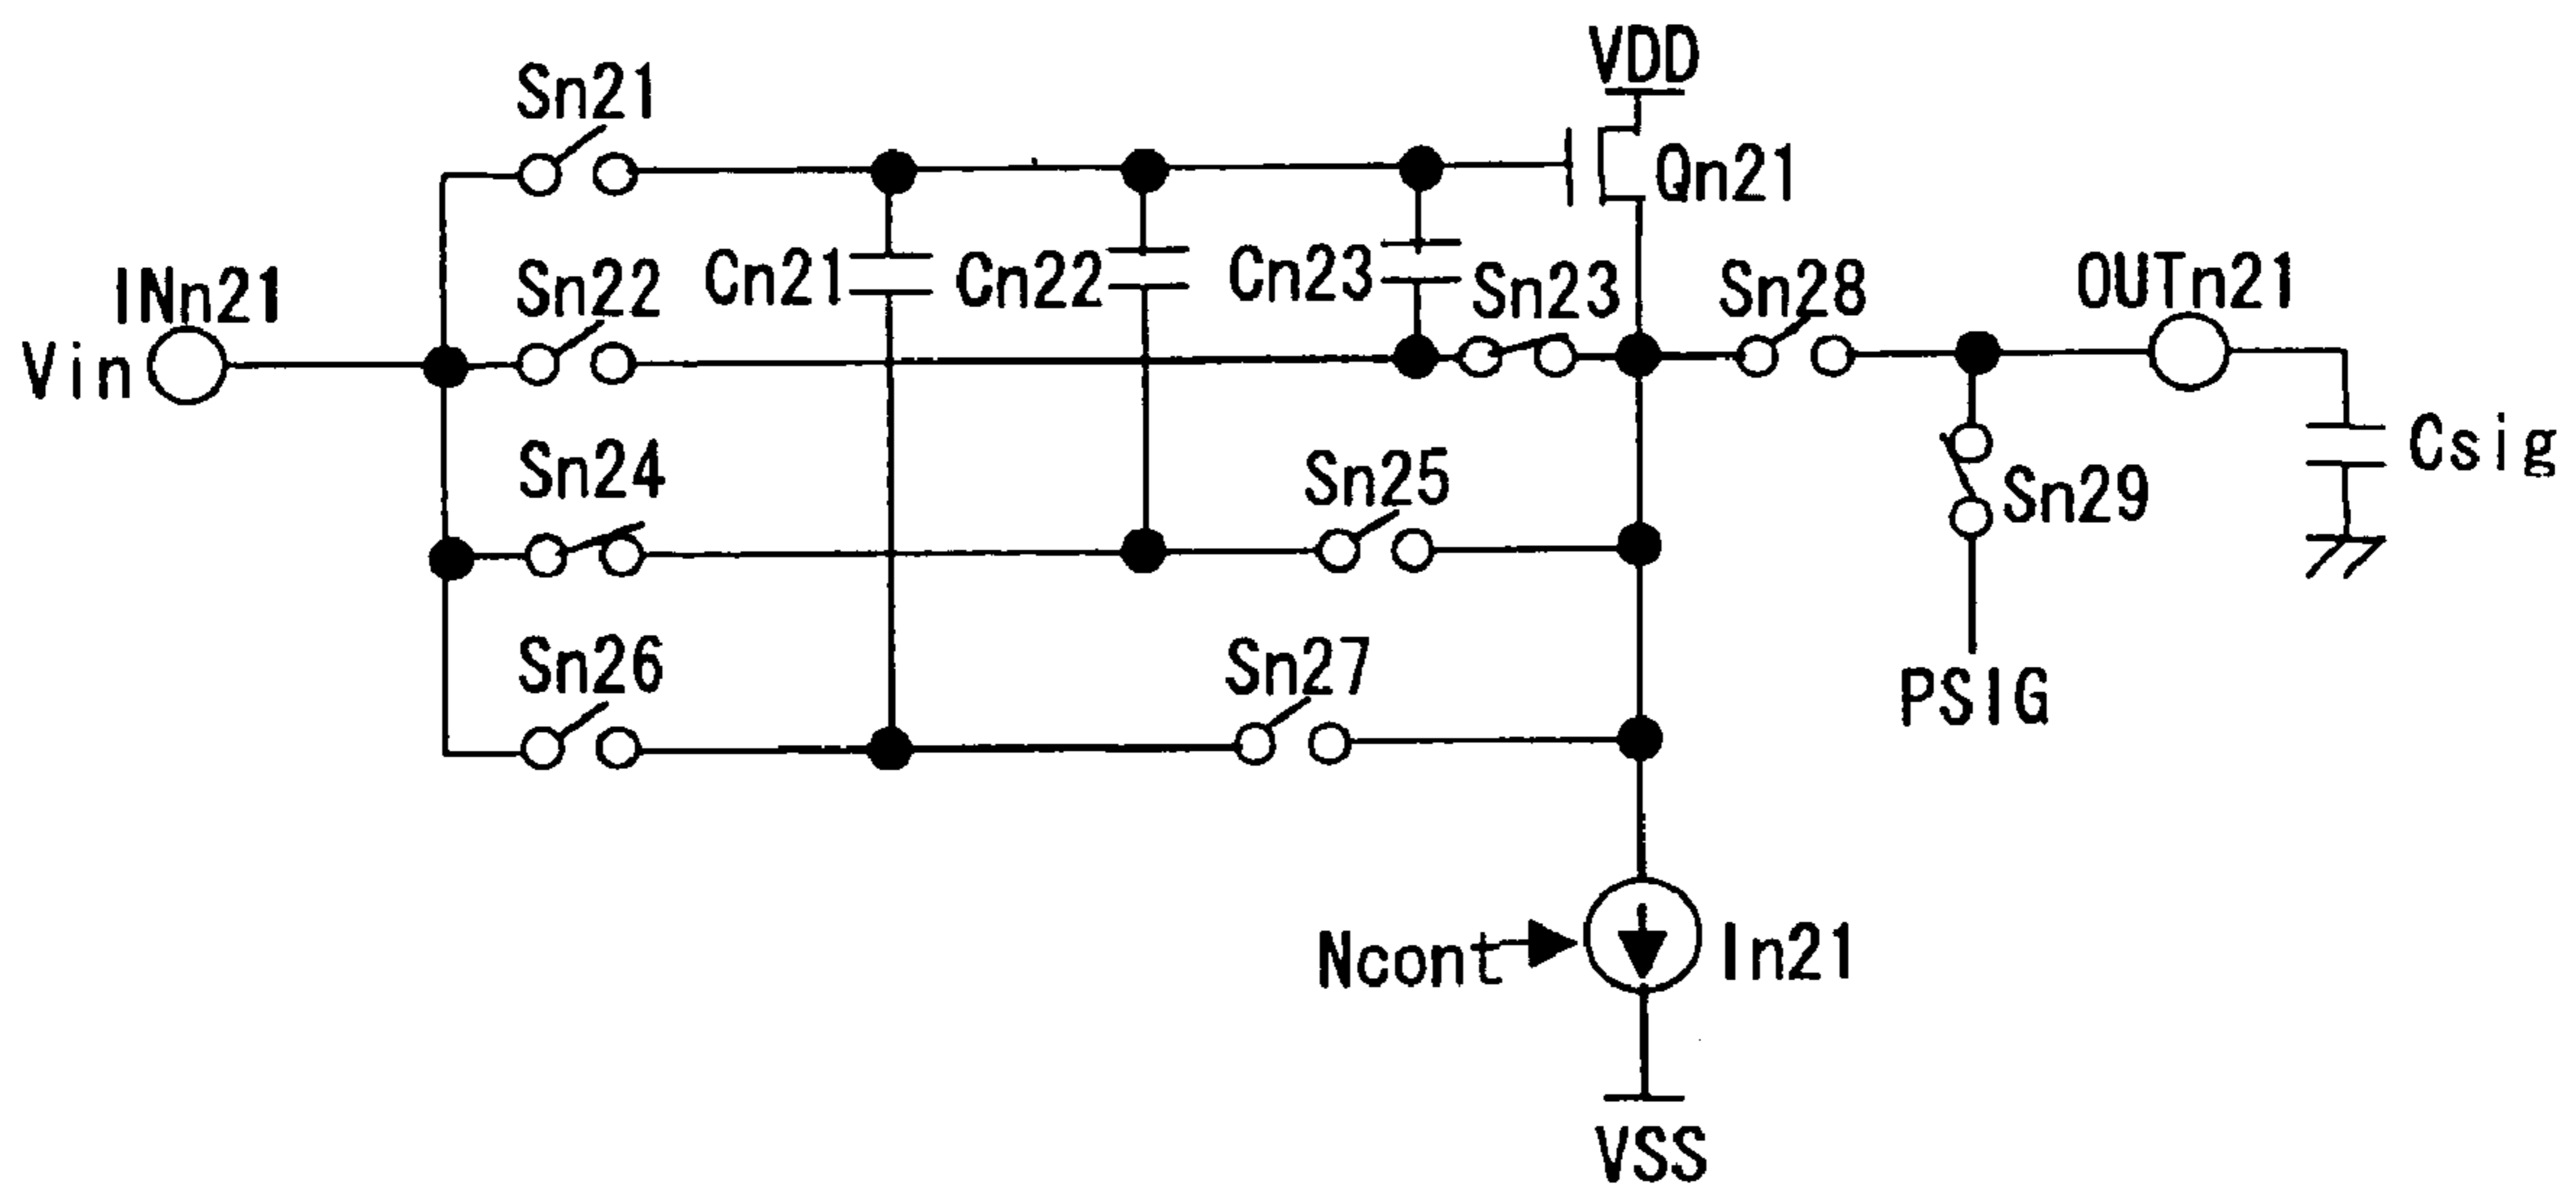 VDD
Sn21
Qn21
INn21
Sn22
Cn21
Cn22
Cn23
Sn23
Sn28
OUTn21
Vin
Sn24
Sn25
Csig
Sn29
Sn26
Sn27
PSIG
Ncont
In21
VSS